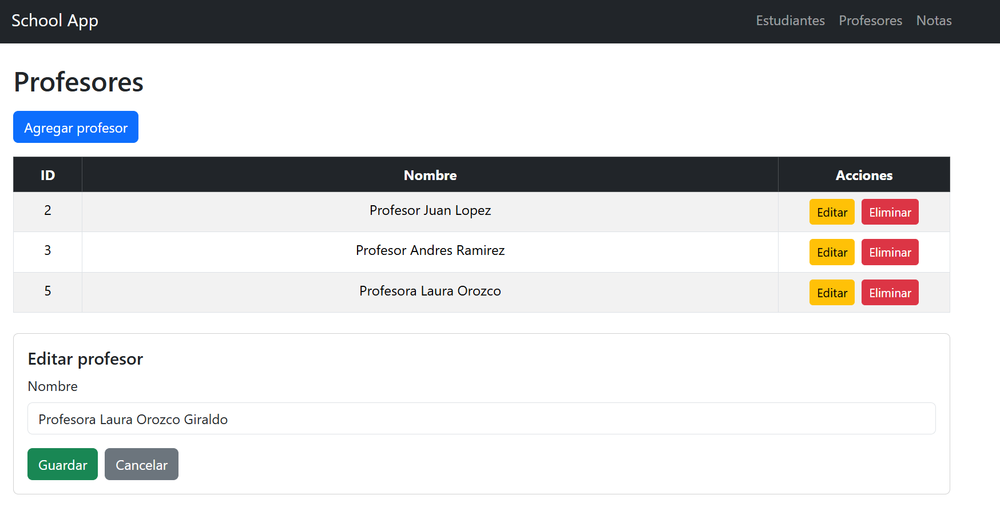 School App Estudiantes Profesores Notas
Profesores
Agregar profesor
ID Nombre Acciones
2 Profesor Juan Lopez Editar Eliminar
3 Profesor Andres Ramirez Editar Eliminar
5 Profesora Laura Orozco Editar Eliminar
Editar profesor
Nombre
Profesora Laura Orozco Giraldo
Guardar Cancelar